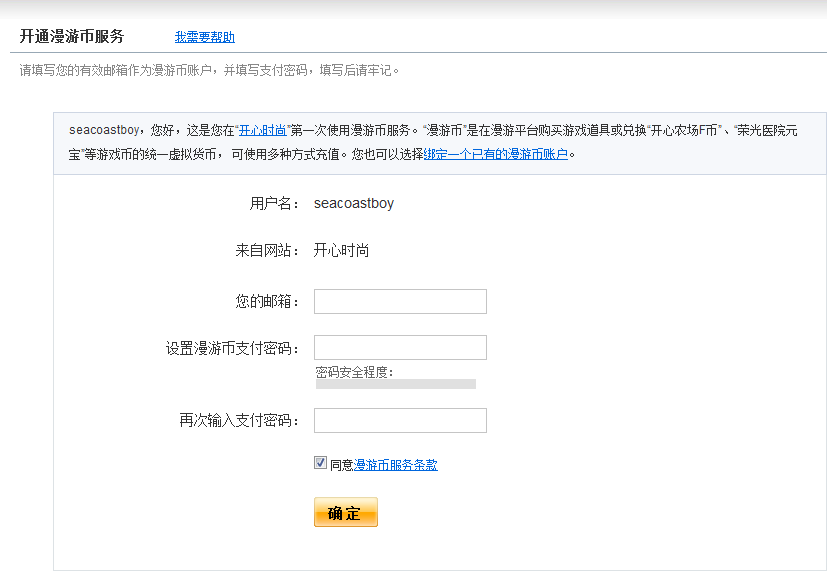 开通漫游币服务 我需要帮助
请填写您的有效邮箱作为漫游币账户，并填写支付密码，填写后请牢记。
seacoastboy，您好，这是您在“开心时尚”第一次使用漫游币服务。“漫游币”是在漫游平台购买游戏道具或兑换“开心农场F币”、“荣光医院元
宝”等游戏币的统一虚拟货币， 可使用多种方式充值。您也可以选择绑定一个已有的漫游币账户。
用户名： seacoastboy
来自网站： 开心时尚
您的邮箱：
设置漫游币支付密码：
密码安全程度：
再次输入支付密码：
同意漫游币服务条款
确定